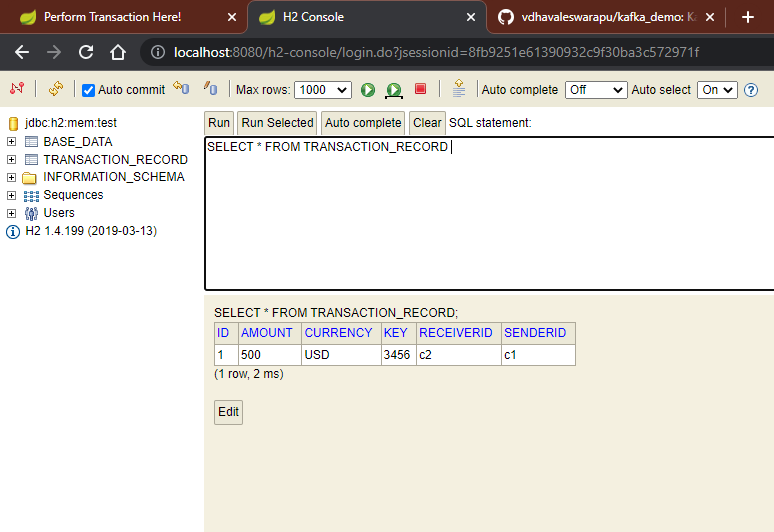 Perform Transaction Here!
H2 Console
vdhavaleswarapu/kafka_demo: Ka
localhost:8080/h2-console/login.do?jsessionid=8fb9251e61390932c9f30ba3c572971f
Auto commit
Max rows: 1000
Auto complete Off
Auto select On
jdbc:h2:mem:test
BASE_DATA
TRANSACTION_RECORD
INFORMATION_SCHEMA
Sequences
Users
H2 1.4.199 (2019-03-13)
Run Run Selected Auto complete Clear SQL statement:
SELECT * FROM TRANSACTION_RECORD
SELECT * FROM TRANSACTION_RECORD;
ID AMOUNT CURRENCY KEY RECEIVERID SENDERID
1 500 USD 3456 c2 c1
(1 row, 2 ms)
Edit